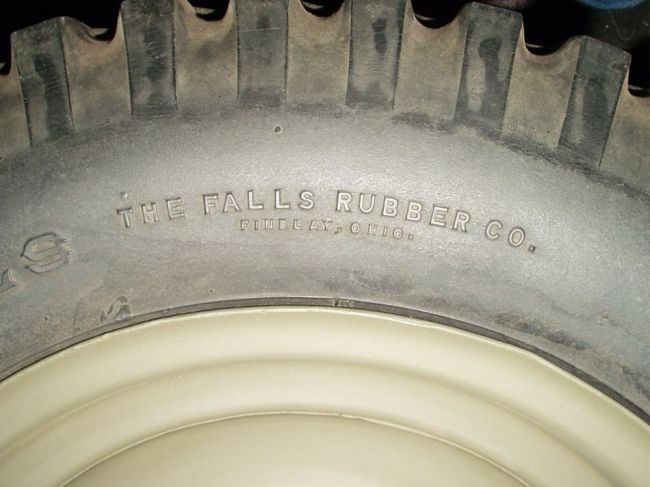 THE FALLS RUBBER CO.
FINDLAY, OHIO.